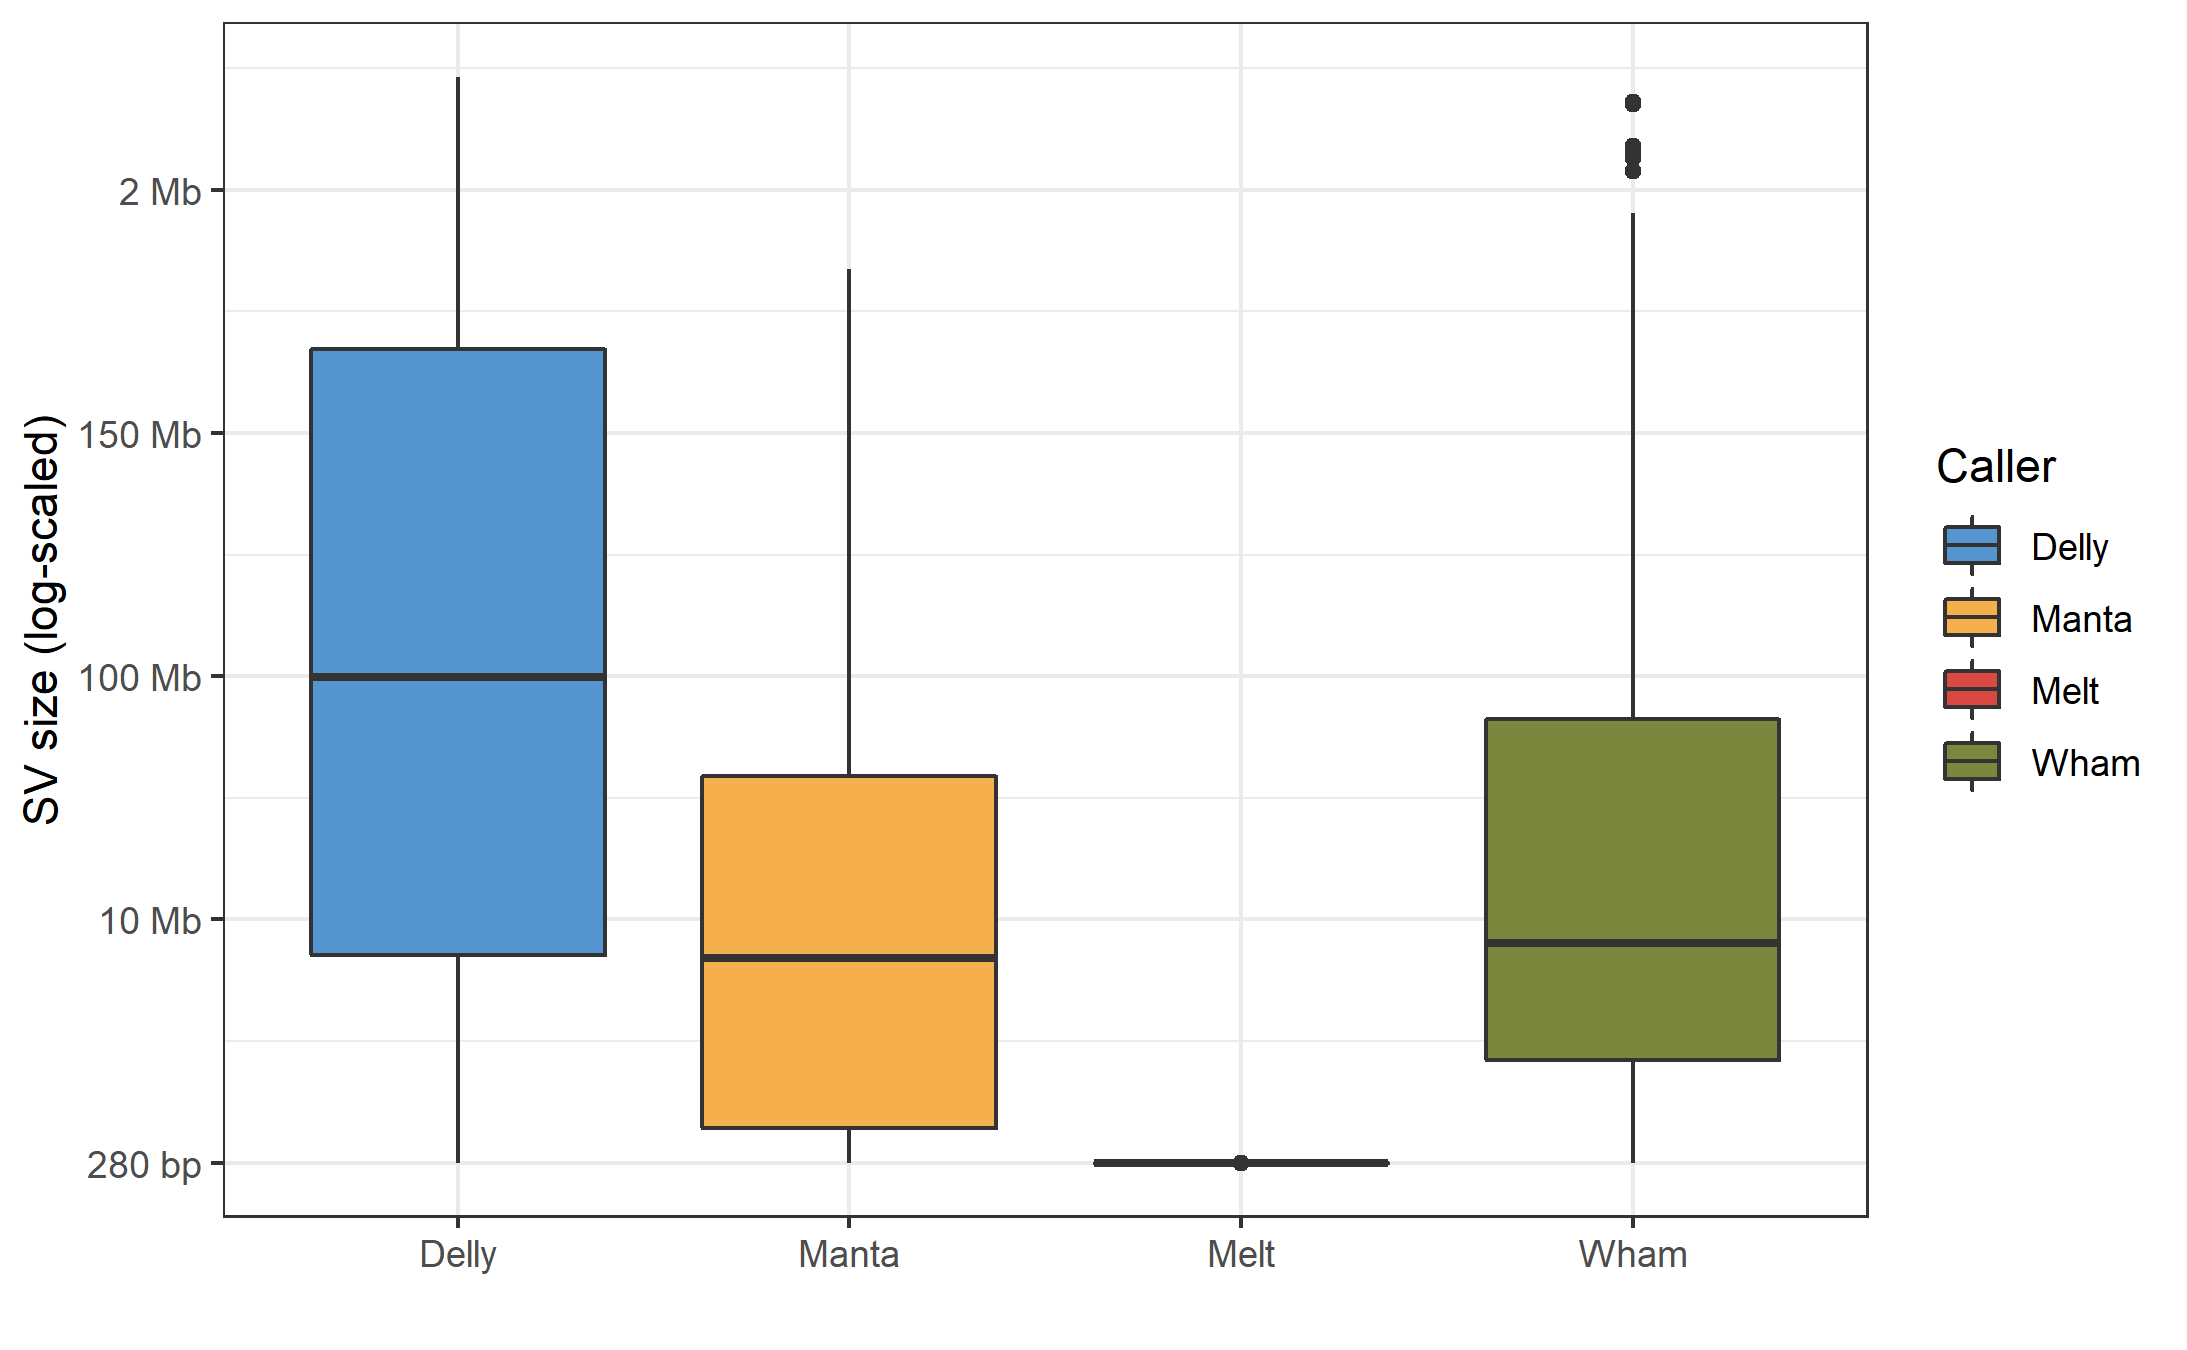 SV size (log-scaled)
2 Mb
150 Mb
100 Mb
10 Mb
280 bp
Delly
Manta
Melt
Wham
Caller
Delly
Manta
Melt
Wham